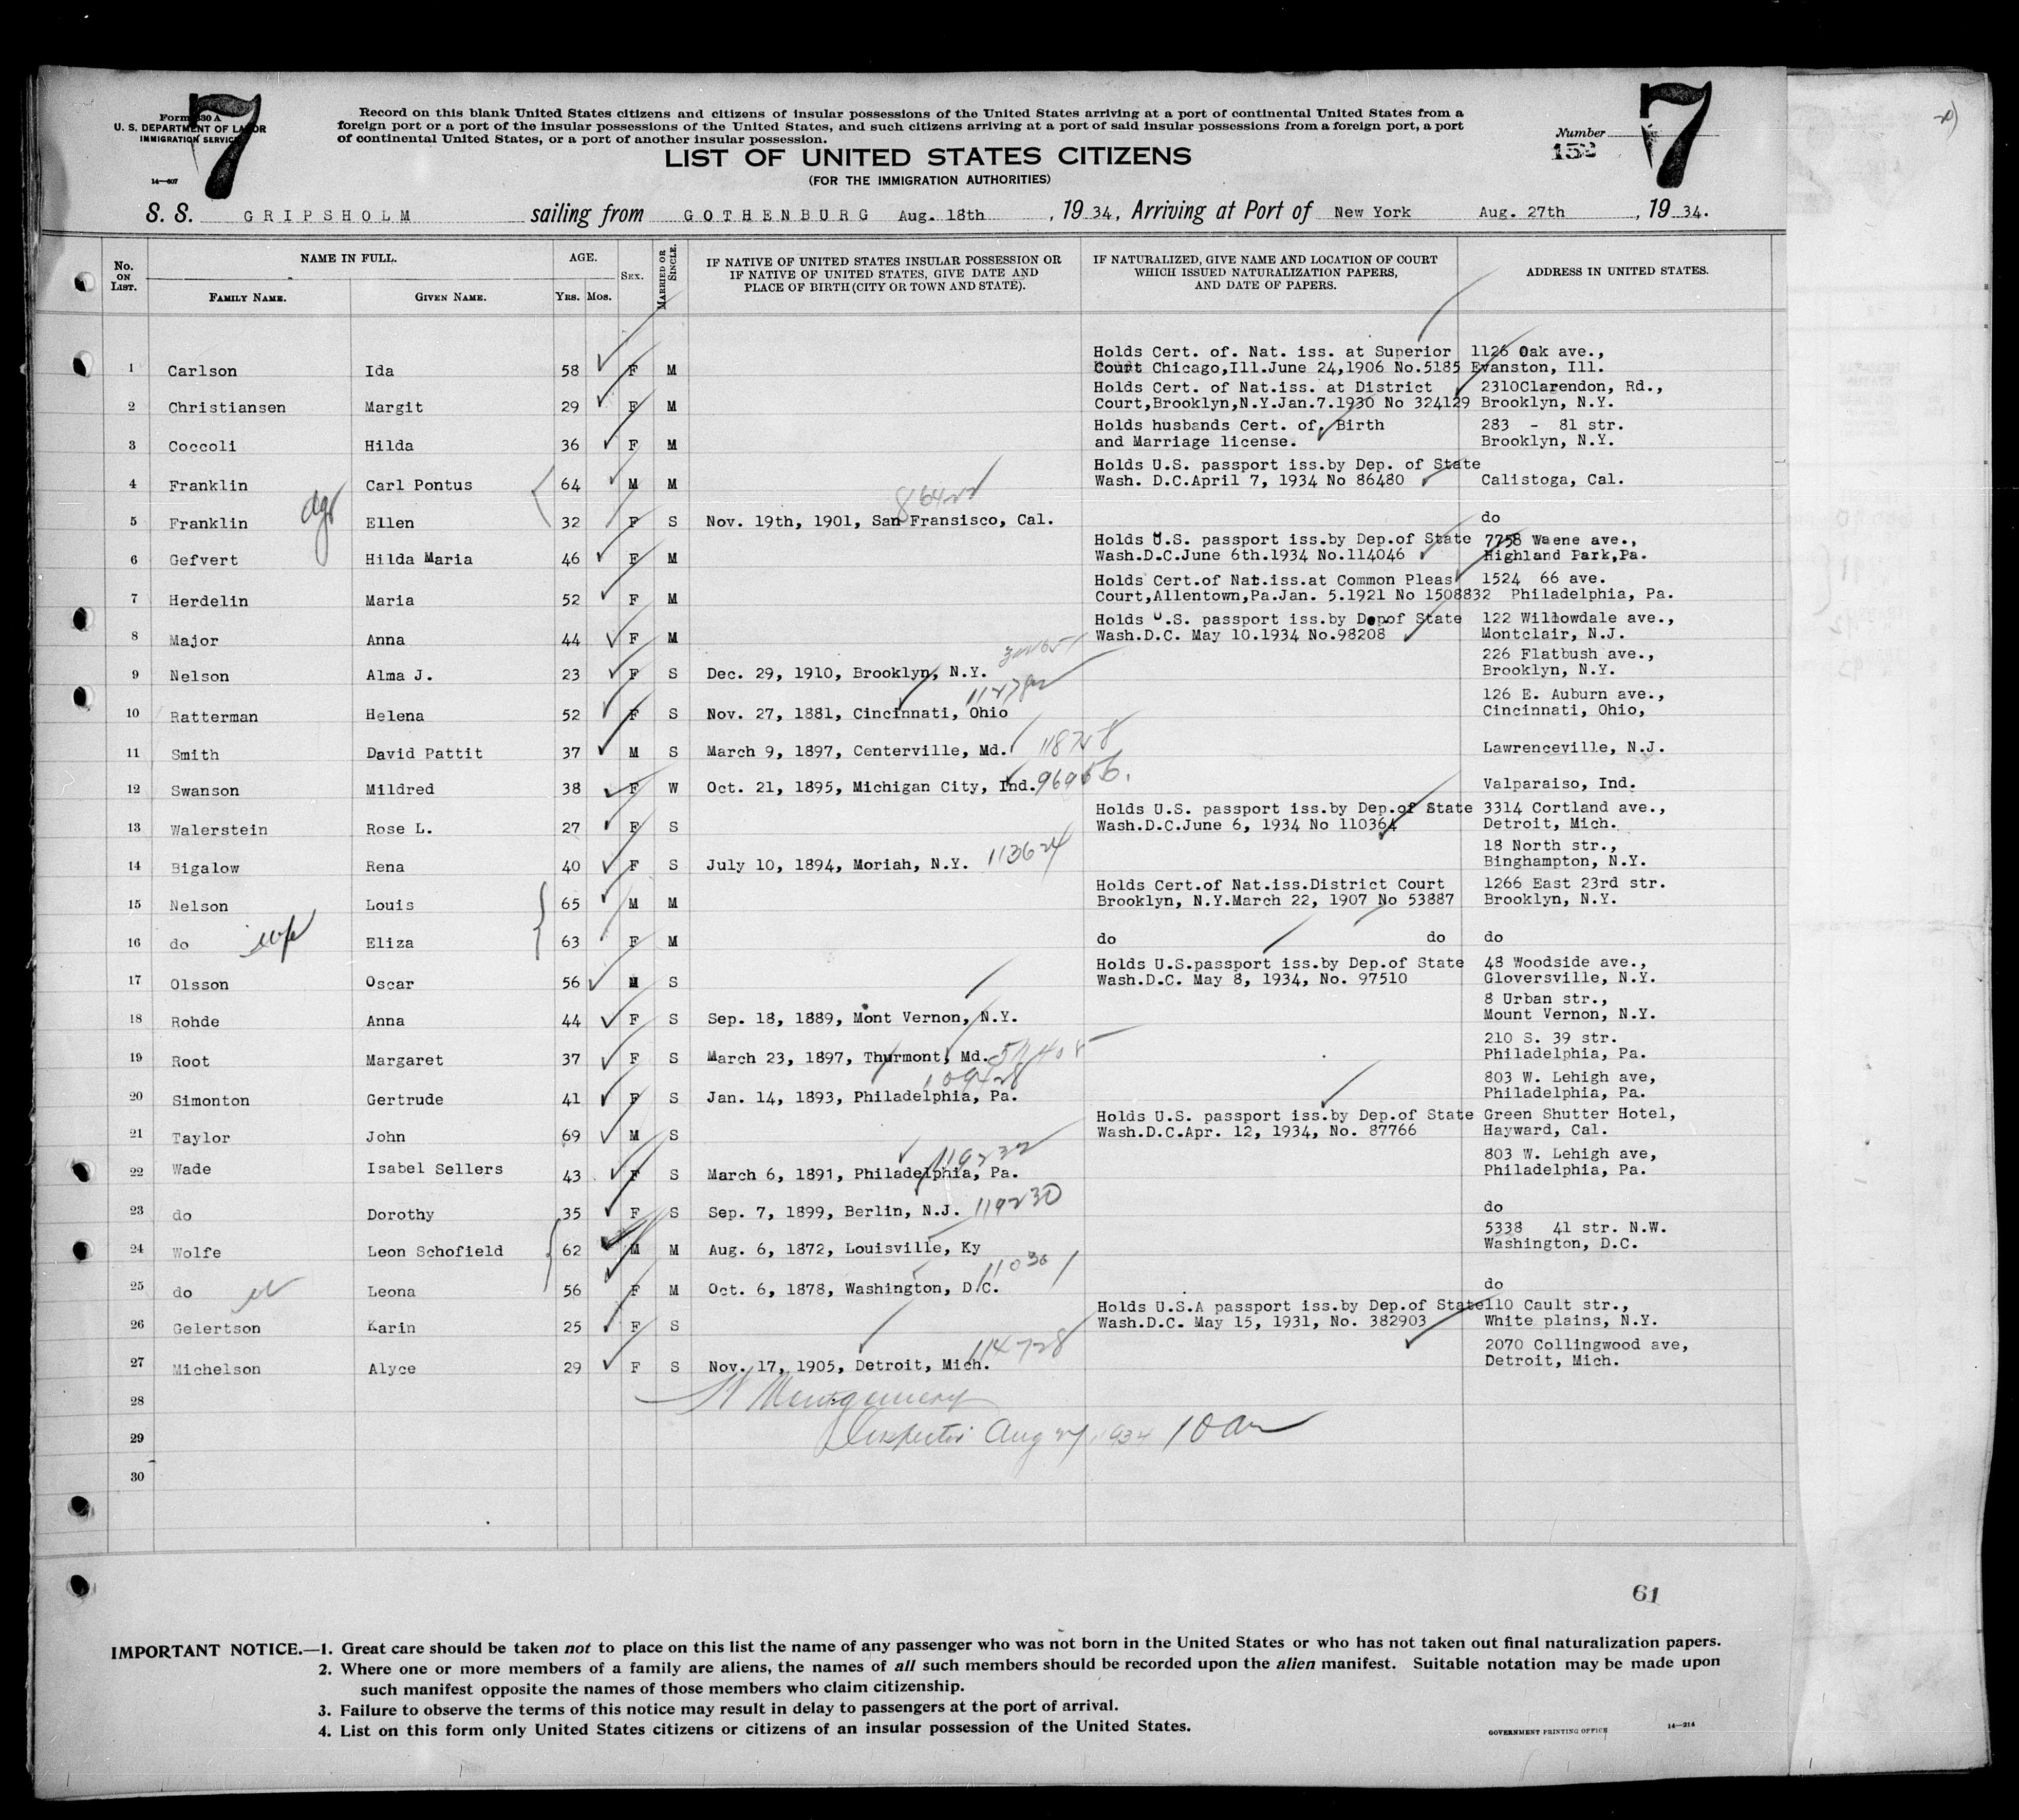 7
7
Form 630 A
U. S. DEPARTMENT OF LABOR
IMMIGRATION SERVICE
14—607
Record on this blank United States citizens and citizens of insular possessions of the United States arriving at a port of continental United States from a
foreign port or a port of the insular possessions of the United States, and such citizens arriving at a port of said insular possessions from a foreign port, a port
of continental United States, or a port of another insular possession.
Number
152
LIST OF UNITED STATES CITIZENS
(FOR THE IMMIGRATION AUTHORITIES)
S. S. GRIPSHOLM sailing from GOTHENBURG Aug. 18th , 19 34, Arriving at Port of New York Aug. 27th , 19 34.
No. ON LIST. NAME IN FULL. AGE. SEX. MARRIED OR SINGLE. IF NATIVE OF UNITED STATES INSULAR POSSESSION OR IF NATIVE OF UNITED STATES, GIVE DATE AND PLACE OF BIRTH (CITY OR TOWN AND STATE). IF NATURALIZED, GIVE NAME AND LOCATION OF COURT WHICH ISSUED NATURALIZATION PAPERS, AND DATE OF PAPERS. ADDRESS IN UNITED STATES.
FAMILY NAME. GIVEN NAME. YRS. MOS.
Holds Cert. of. Nat. iss. at Superior 1126 Oak ave.,
1 Carlson Ida 58 F M Court Chicago,Ill.June 24,1906 No.5185 Evanston, Ill.
Holds Cert. of Nat.iss. at District 2310Clarendon, Rd.,
2 Christiansen Margit 29 F M Court,Brooklyn,N.Y.Jan.7.1930 No 324129 Brooklyn, N.Y.
Holds husbands Cert. of Birth 283 - 81 str.
3 Coccoli Hilda 36 F M and Marriage license. Brooklyn, N.Y.
Holds U.S. passport iss.by Dep. of State
4 Franklin Carl Pontus 64 M M Wash. D.C.April 7, 1934 No 86480 Calistoga, Cal.
86422
5 Franklin dgr Ellen 32 F S Nov. 19th, 1901, San Fransisco, Cal. do
Holds U.S. passport iss.by Dep.of State 7758 Waene ave.,
6 Gefvert Hilda Maria 46 F M Wash.D.C.June 6th.1934 No.114046 Highland Park,Pa.
Holds Cert.of Nat.iss.at Common Pleas 1524 66 ave.
7 Herdelin Maria 52 F M Court,Allentown,Pa.Jan. 5.1921 No 1508832 Philadelphia, Pa.
Holds U.S. passport iss.by Depof State 122 Willowdale ave.,
8 Major Anna 44 F M Wash.D.C. May 10.1934 No.98208 Montclair, N.J.
226 Flatbush ave.,
9 Nelson Alma J. 23 F S Dec. 29, 1910, Brooklyn, N.Y. Brooklyn, N.Y.
126 E. Auburn ave.,
10 Ratterman Helena 52 F S Nov. 27, 1881, Cincinnati, Ohio Cincinnati, Ohio,
11 Smith David Pattit 37 M S March 9, 1897, Centerville, Md. 118748 Lawrenceville, N.J.
12 Swanson Mildred 38 F W Oct. 21, 1895, Michigan City, Ind. Valparaiso, Ind.
Holds U.S. passport iss.by Dep.of State 3314 Cortland ave.,
13 Walerstein Rose L. 27 F S Wash.D.C.June 6, 1934 No 110364 Detroit, Mich.
18 North str.,
14 Bigalow Rena 40 F S July 10, 1894, Moriah, N.Y. 113624 Binghampton, N.Y.
Holds Cert.of Nat.iss.District Court 1266 East 23rd str.
15 Nelson Louis 65 M M Brooklyn, N.Y.March 22, 1907 No 53887 Brooklyn, N.Y.
16 do wife Eliza 63 F M do do do
Holds U.S.passport iss.by Dep.of State 48 Woodside ave.,
17 Olsson Oscar 56 M S Wash.D.C. May 8, 1934, No. 97510 Gloversville, N.Y.
8 Urban str.,
18 Rohde Anna 44 F S Sep. 18, 1889, Mont Vernon, N.Y. Mount Vernon, N.Y.
210 S. 39 str.
19 Root Margaret 37 F S March 23, 1897, Thurmont, Md. Philadelphia, Pa.
109428 803 W. Lehigh ave,
20 Simonton Gertrude 41 F S Jan. 14, 1893, Philadelphia, Pa. Philadelphia, Pa.
Holds U.S. passport iss.by Dep.of State Green Shutter Hotel,
21 Taylor John 69 M S Wash.D.C.Apr. 12, 1934, No. 87766 Hayward, Cal.
119232 803 W. Lehigh ave,
22 Wade Isabel Sellers 43 F S March 6, 1891, Philadelphia, Pa. Philadelphia, Pa.
23 do Dorothy 35 F S Sep. 7, 1899, Berlin, N.J. 119230 do
5338 41 str. N.W.
24 Wolfe Leon Schofield 62 M M Aug. 6, 1872, Louisville, Ky Washington, D.C.
25 do Leona 56 F M Oct. 6, 1878, Washington, D.C. do
Holds U.S.A passport iss.by Dep.of State110 Cault str.,
26 Gelertson Karin 25 F S Wash.D.C. May 15, 1931, No. 382903 White plains, N.Y.
114728 2070 Collingwood ave,
27 Michelson Alyce 29 F S Nov. 17, 1905, Detroit, Mich. Detroit, Mich.
28 Montgomery
29 Inspector Aug 27 1934 10 am
30
61
IMPORTANT NOTICE.—1. Great care should be taken not to place on this list the name of any passenger who was not born in the United States or who has not taken out final naturalization papers.
2. Where one or more members of a family are aliens, the names of all such members should be recorded upon the alien manifest. Suitable notation may be made upon
such manifest opposite the names of those members who claim citizenship.
3. Failure to observe the terms of this notice may result in delay to passengers at the port of arrival.
4. List on this form only United States citizens or citizens of an insular possession of the United States.
GOVERNMENT PRINTING OFFICE 14—214